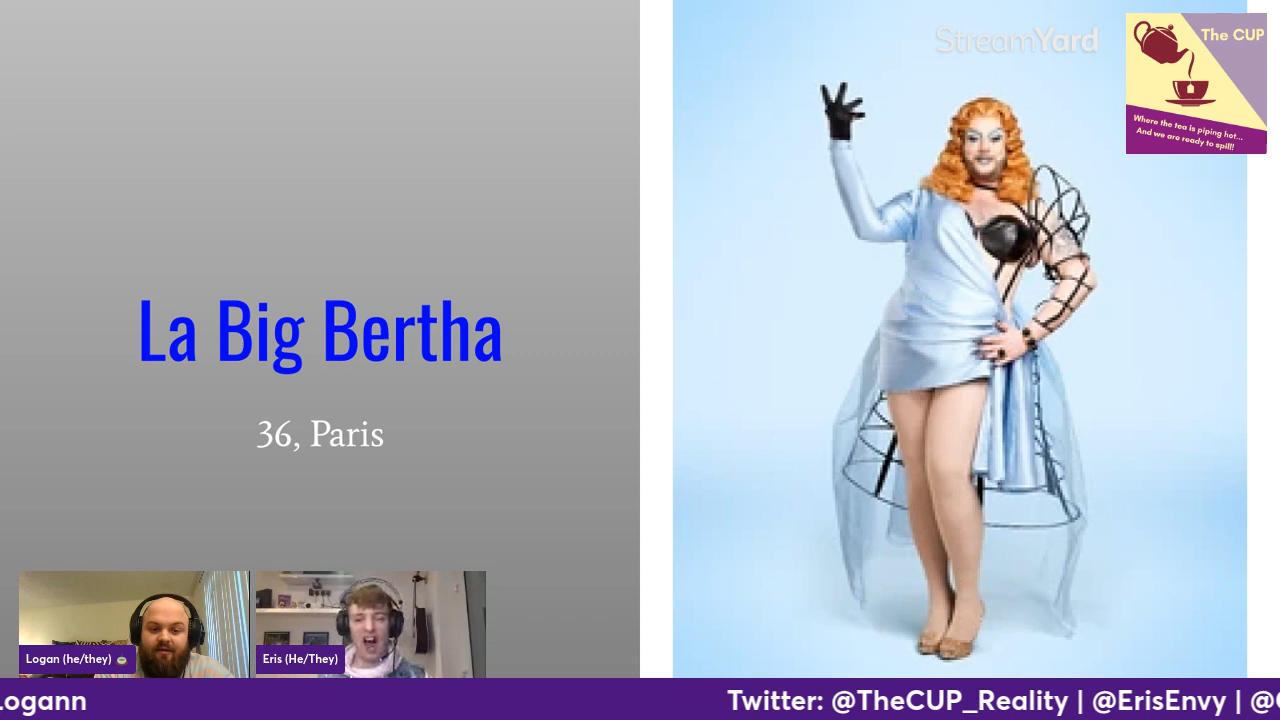 StreamYard
The CUP
Where the tea is piping hot...
And we are ready to spill!
La Big Bertha
36, Paris
Logan (he/they)
Eris (He/They)
Logann
Twitter: @TheCUP_Reality | @ErisEnvy | @